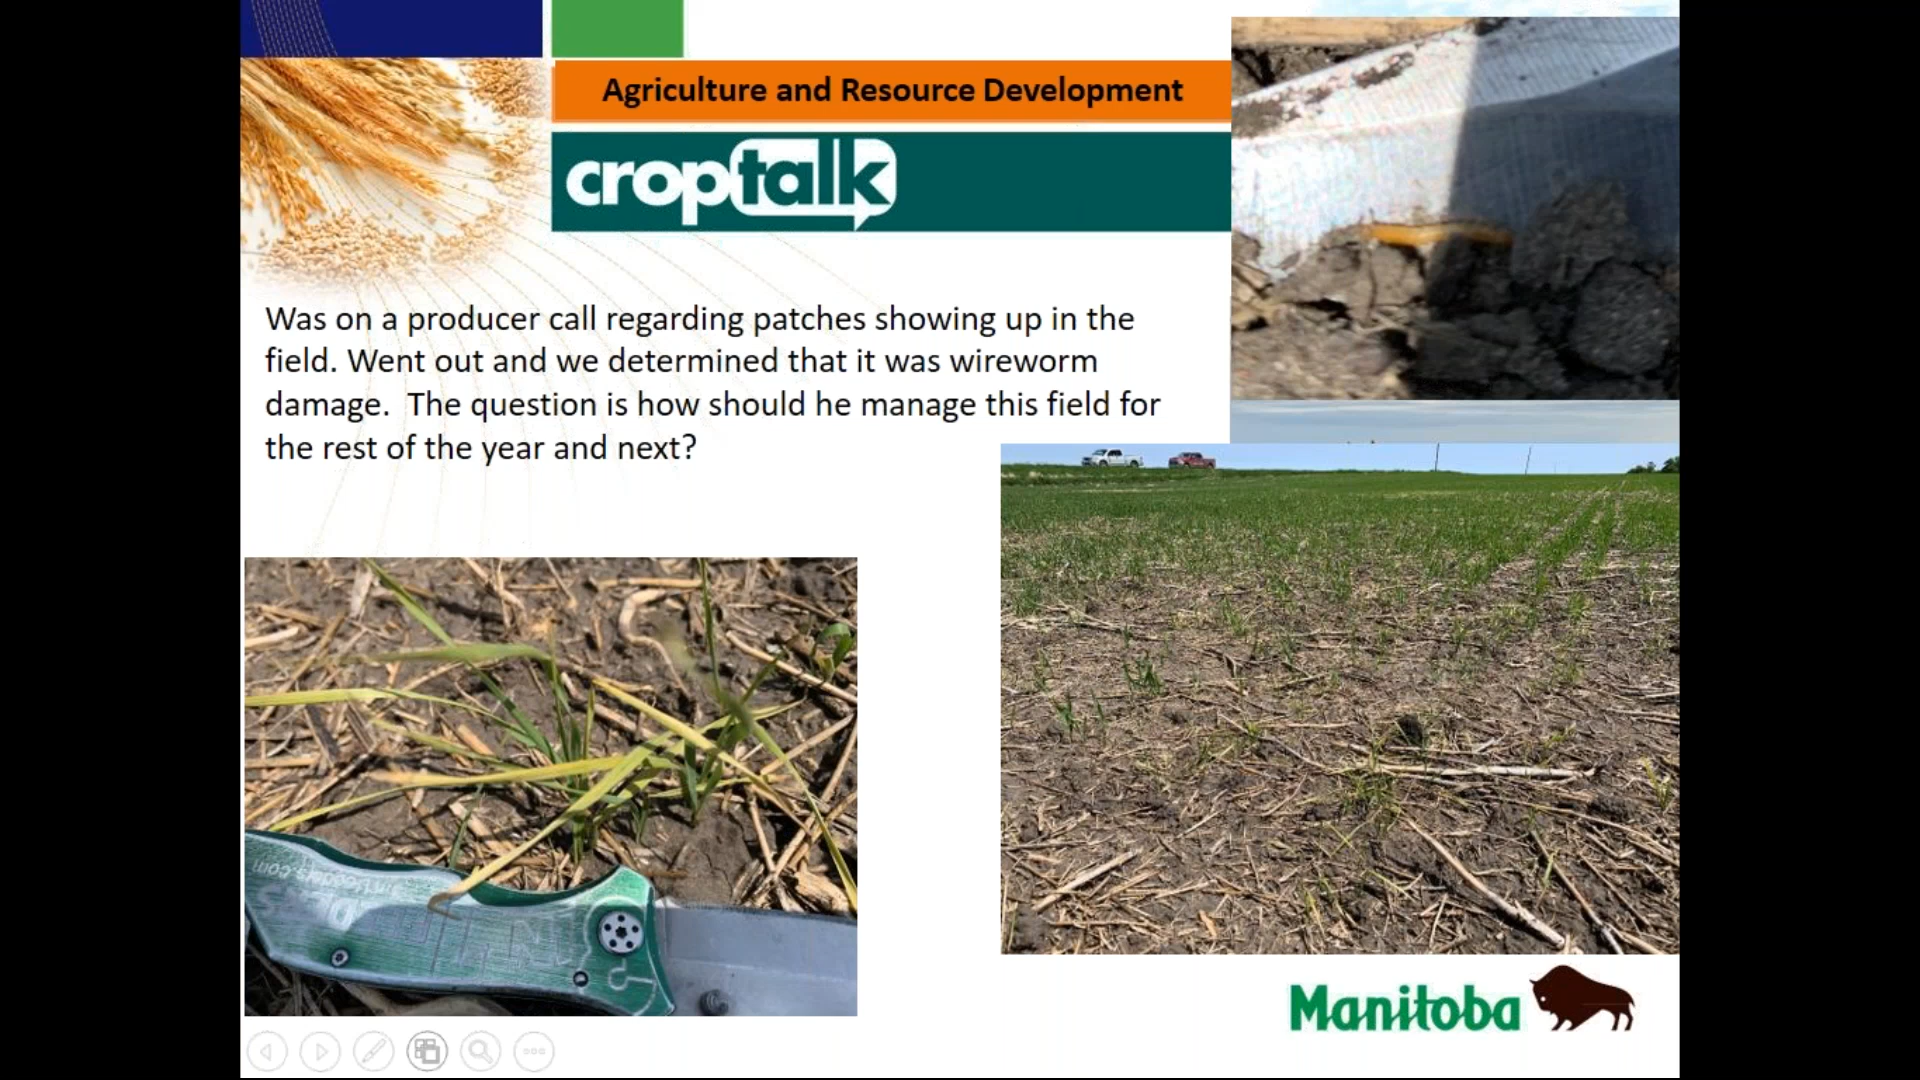 Agriculture and Resource Development
croptalk
Was on a producer call regarding patches showing up in the
field. Went out and we determined that it was wireworm
damage.  The question is how should he manage this field for
the rest of the year and next?
Manitoba